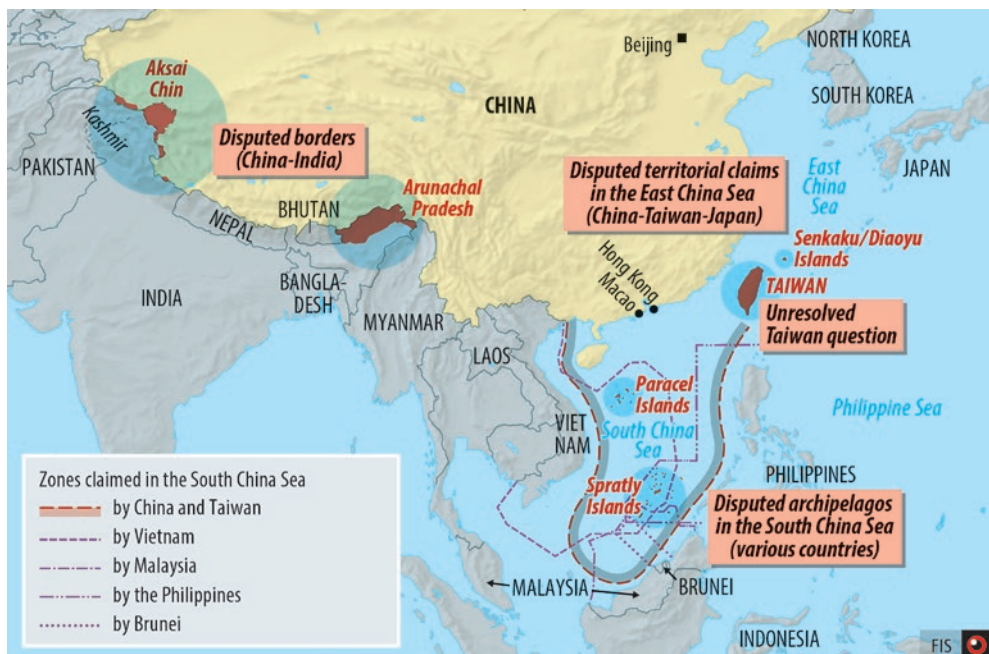 Beijing
NORTH KOREA
SOUTH KOREA
JAPAN
Aksai
Chin
CHINA
Kashmir
Disputed borders
(China-India)
PAKISTAN
Disputed territorial claims
in the East China Sea
(China-Taiwan-Japan)
East
China
Sea
Arunachal
Pradesh
BHUTAN
NEPAL
Senkaku/Diaoyu
Islands
Hong Kong
Macao
TAIWAN
BANGLA-
DESH
INDIA
Unresolved
Taiwan question
MYANMAR
LAOS
Paracel
Islands
Philippine Sea
VIET
NAM
South China
Sea
PHILIPPINES
Spratly
Islands
Disputed archipelagos
in the South China Sea
(various countries)
Zones claimed in the South China Sea
by China and Taiwan
by Vietnam
by Malaysia
by the Philippines
by Brunei
MALAYSIA
BRUNEI
INDONESIA
FIS